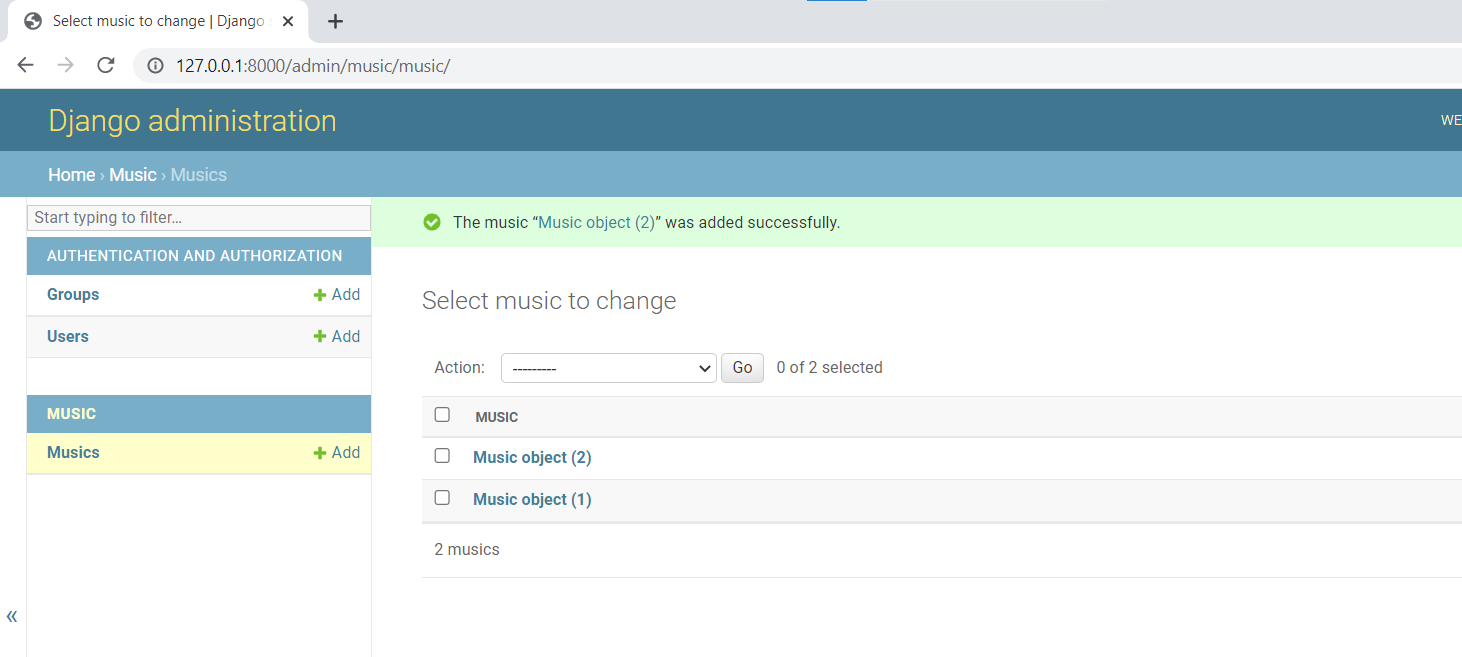 Select music to change | Django s
127.0.0.1:8000/admin/music/music/
Django administration
WE
Home › Music › Musics
Start typing to filter...
AUTHENTICATION AND AUTHORIZATION
Groups + Add
Users + Add
MUSIC
Musics + Add
«
The music “Music object (2)” was added successfully.
Select music to change
Action: --------- Go 0 of 2 selected
MUSIC
Music object (2)
Music object (1)
2 musics